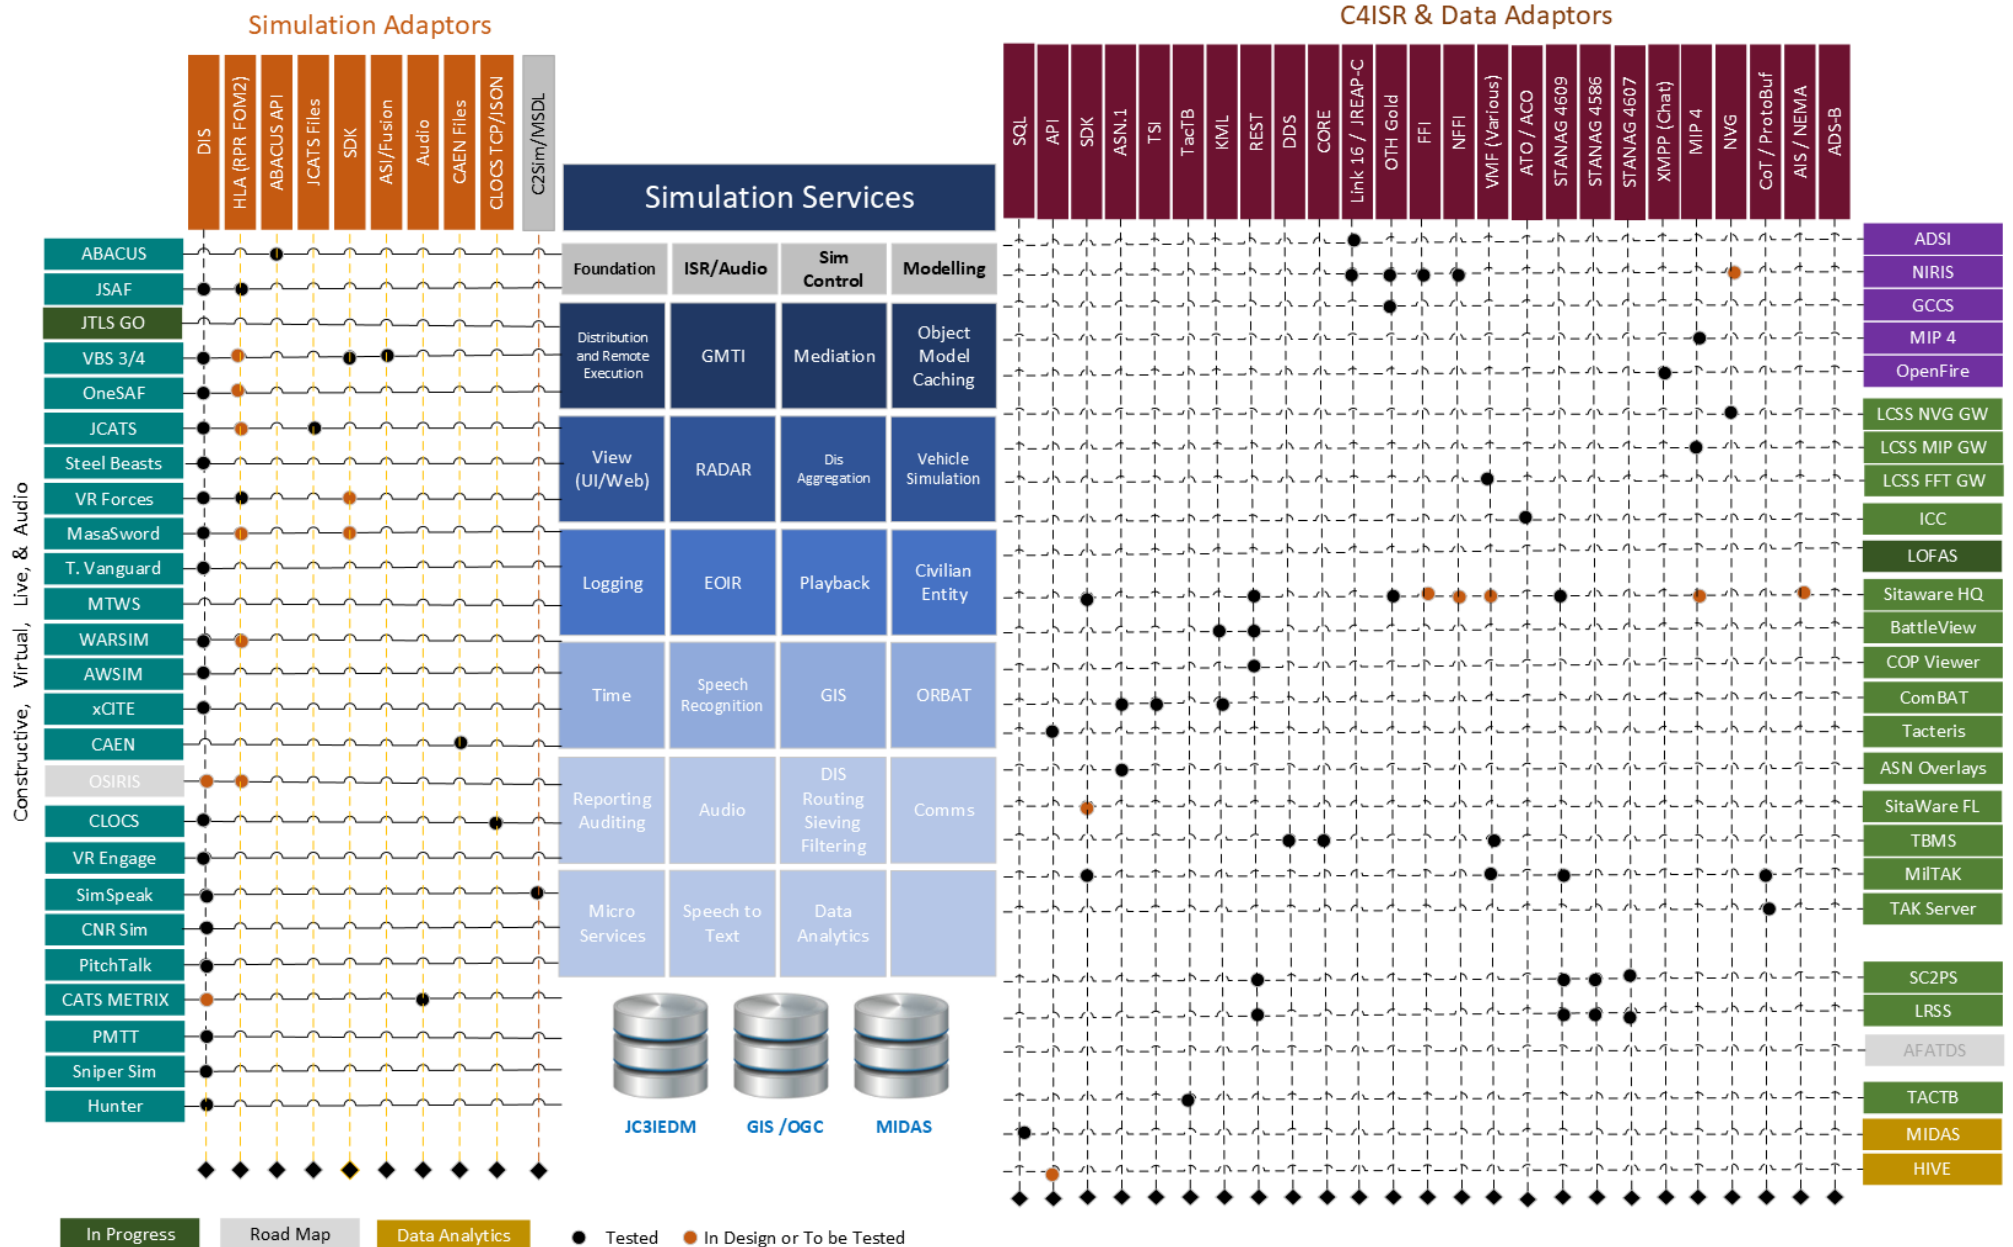 Simulation Adaptors
C4ISR & Data Adaptors
DIS
HLA (RPR FOM2)
ABACUS API
JCATS Files
SDK
ASI/Fusion
Audio
CAEN Files
CLOCS TCP/JSON
C2Sim/MSDL
SQL
API
SDK
ASN.1
TSI
TacTB
KML
REST
DDS
CORE
Link 16 / JREAP-C
OTH Gold
FFI
NFFI
VMF (Various)
ATO / ACO
STANAG 4609
STANAG 4586
STANAG 4607
XMPP (Chat)
MIP 4
NVG
CoT / ProtoBuf
AIS / NEMA
ADS-B
Constructive, Virtual, Live, & Audio
ABACUS
JSAF
JTLS GO
VBS 3/4
OneSAF
JCATS
Steel Beasts
VR Forces
MasaSword
T. Vanguard
MTWS
WARSIM
AWSIM
xCITE
CAEN
OSIRIS
CLOCS
VR Engage
SimSpeak
CNR Sim
PitchTalk
CATS METRIX
PMTT
Sniper Sim
Hunter
Simulation Services
Foundation
ISR/Audio
Sim
Control
Modelling
Distribution
and Remote
Execution
GMTI
Mediation
Object
Model
Caching
View
(UI/Web)
RADAR
Dis
Aggregation
Vehicle
Simulation
Logging
EOIR
Playback
Civilian
Entity
Time
Speech
Recognition
GIS
ORBAT
Reporting
Auditing
Audio
DIS
Routing
Sieving
Filtering
Comms
Micro
Services
Speech to
Text
Data
Analytics
JC3IEDM
GIS /OGC
MIDAS
ADSI
NIRIS
GCCS
MIP 4
OpenFire
LCSS NVG GW
LCSS MIP GW
LCSS FFT GW
ICC
LOFAS
Sitaware HQ
BattleView
COP Viewer
ComBAT
Tacteris
ASN Overlays
SitaWare FL
TBMS
MilTAK
TAK Server
SC2PS
LRSS
AFATDS
TACTB
MIDAS
HIVE
In Progress
Road Map
Data Analytics
Tested
In Design or To be Tested